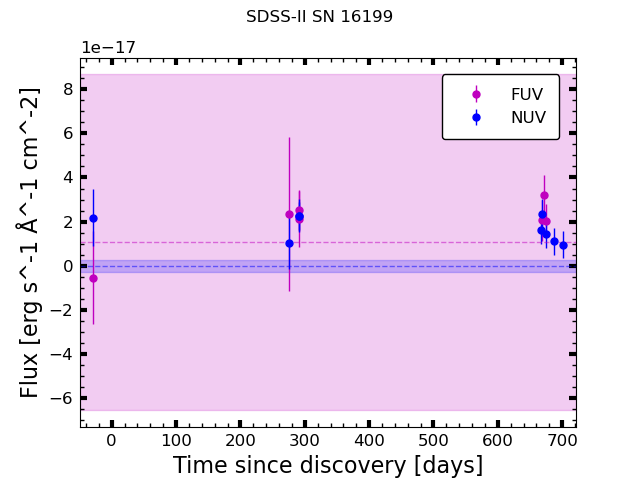 SDSS-II SN 16199
1e−17
FUV
NUV
8
6
4
2
0
−2
−4
−6
Flux [erg s^-1 Å^-1 cm^-2]
0 100 200 300 400 500 600 700
Time since discovery [days]